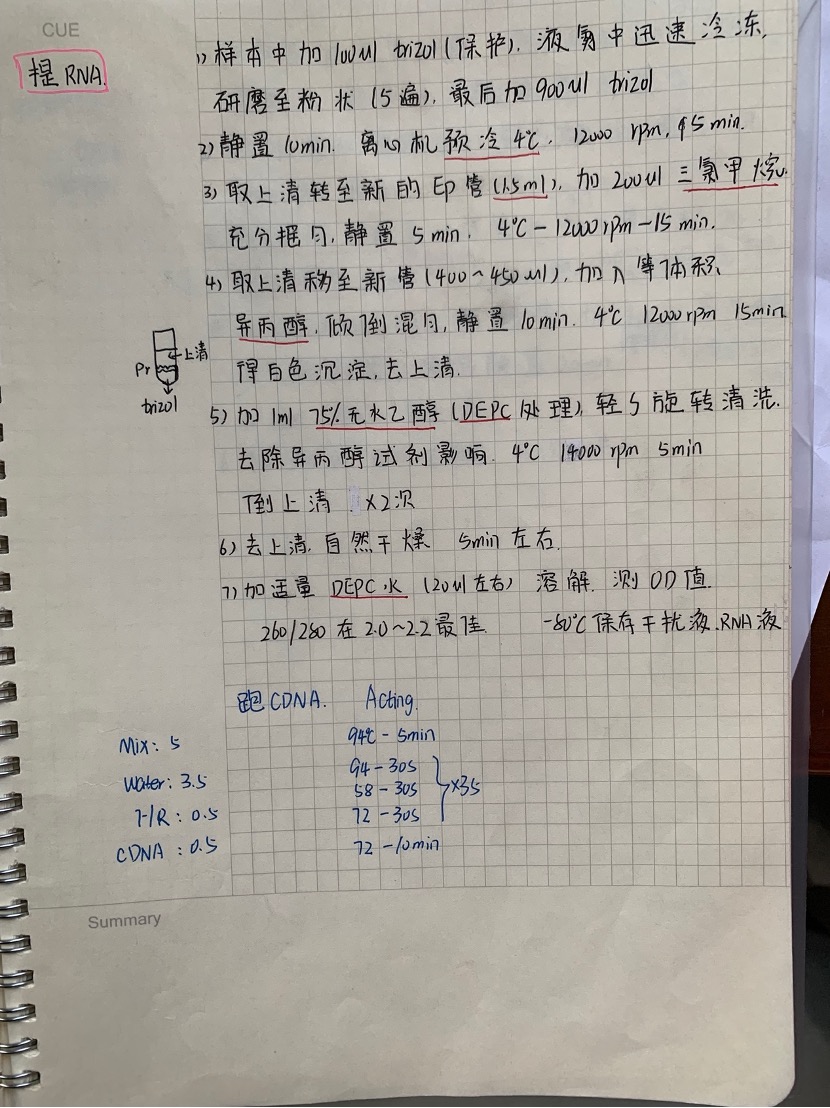 CUE
提RNA.
1) 样本中加100ul trizol(保护), 液氮中迅速冷冻,
研磨至粉状(5遍), 最后加900ul trizol
2) 静置10min. 离心机预冷4℃. 12000 rpm, 5min.
3) 取上清转至新的EP管(1.5ml), 加200ul三氯甲烷.
充分摇匀, 静置5min. 4℃-12000rpm-15min.
4) 取上清移至新管(400~450ul), 加入等体积
异丙醇, 倾倒混匀, 静置10min. 4℃ 12000rpm 15min
得白色沉淀, 去上清.
上清
Pr
trizol
5) 加1ml 75%无水乙醇(DEPC处理), 轻轻旋转清洗.
去除异丙醇试剂影响. 4℃ 14000rpm 5min
倒上清 ×2次
6) 去上清, 自然干燥 5min左右.
7) 加适量DEPC水(20ul左右) 溶解. 测OD值.
260/280在2.0~2.2最佳. -80℃保存干扰液.RNA液
跑CDNA. Acting.
94℃-5min
94-30s
58-30s
72-30s
×35
72-10min
Mix: 5
Water: 3.5
F/R: 0.5
CDNA: 0.5
Summary